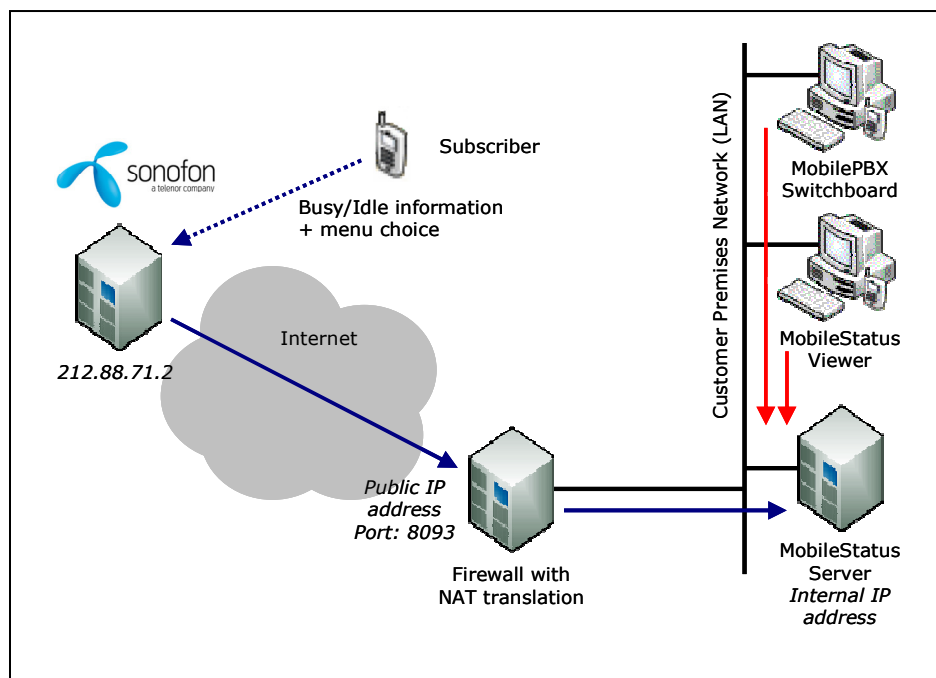 sonofon
a telenor company
Subscriber
Busy/Idle information
+ menu choice
212.88.71.2
Internet
Public IP
address
Port: 8093
Firewall with
NAT translation
Customer Premises Network (LAN)
MobilePBX
Switchboard
MobileStatus
Viewer
MobileStatus
Server
Internal IP
address